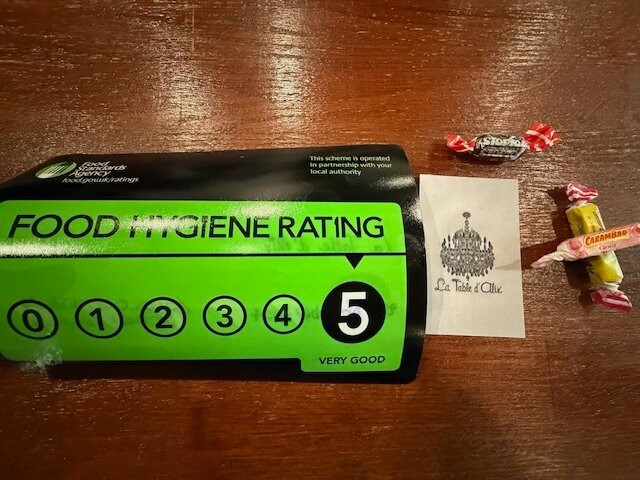 Food
Standards
Agency
food.gov.uk/ratings
This scheme is operated
in partnership with your
local authority
FOOD HYGIENE RATING
0 1 2 3 4 5
VERY GOOD
La Table d'Alix
CARAMBAR